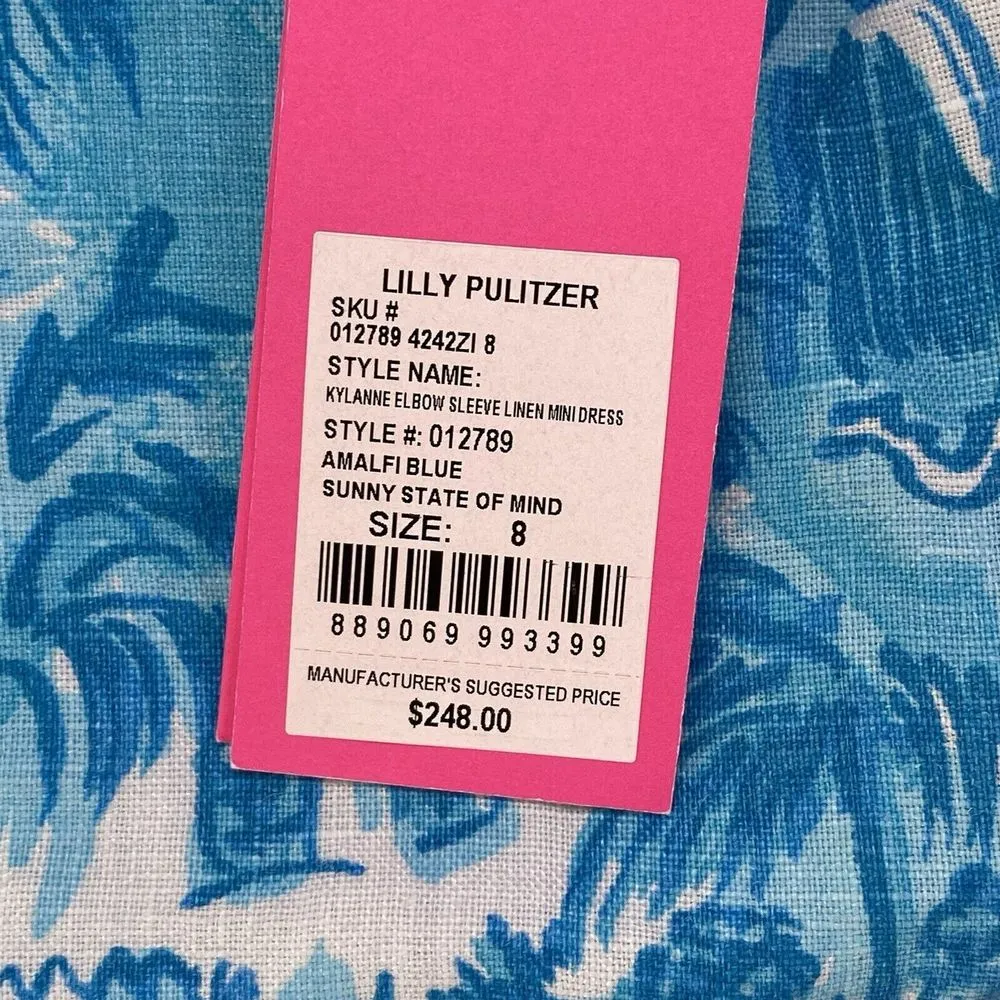 LILLY PULITZER
SKU #
012789 4242ZI 8
STYLE NAME:
KYLANNE ELBOW SLEEVE LINEN MINI DRESS
STYLE #: 012789
AMALFI BLUE
SUNNY STATE OF MIND
SIZE: 8
889069 993399
MANUFACTURER'S SUGGESTED PRICE
$248.00